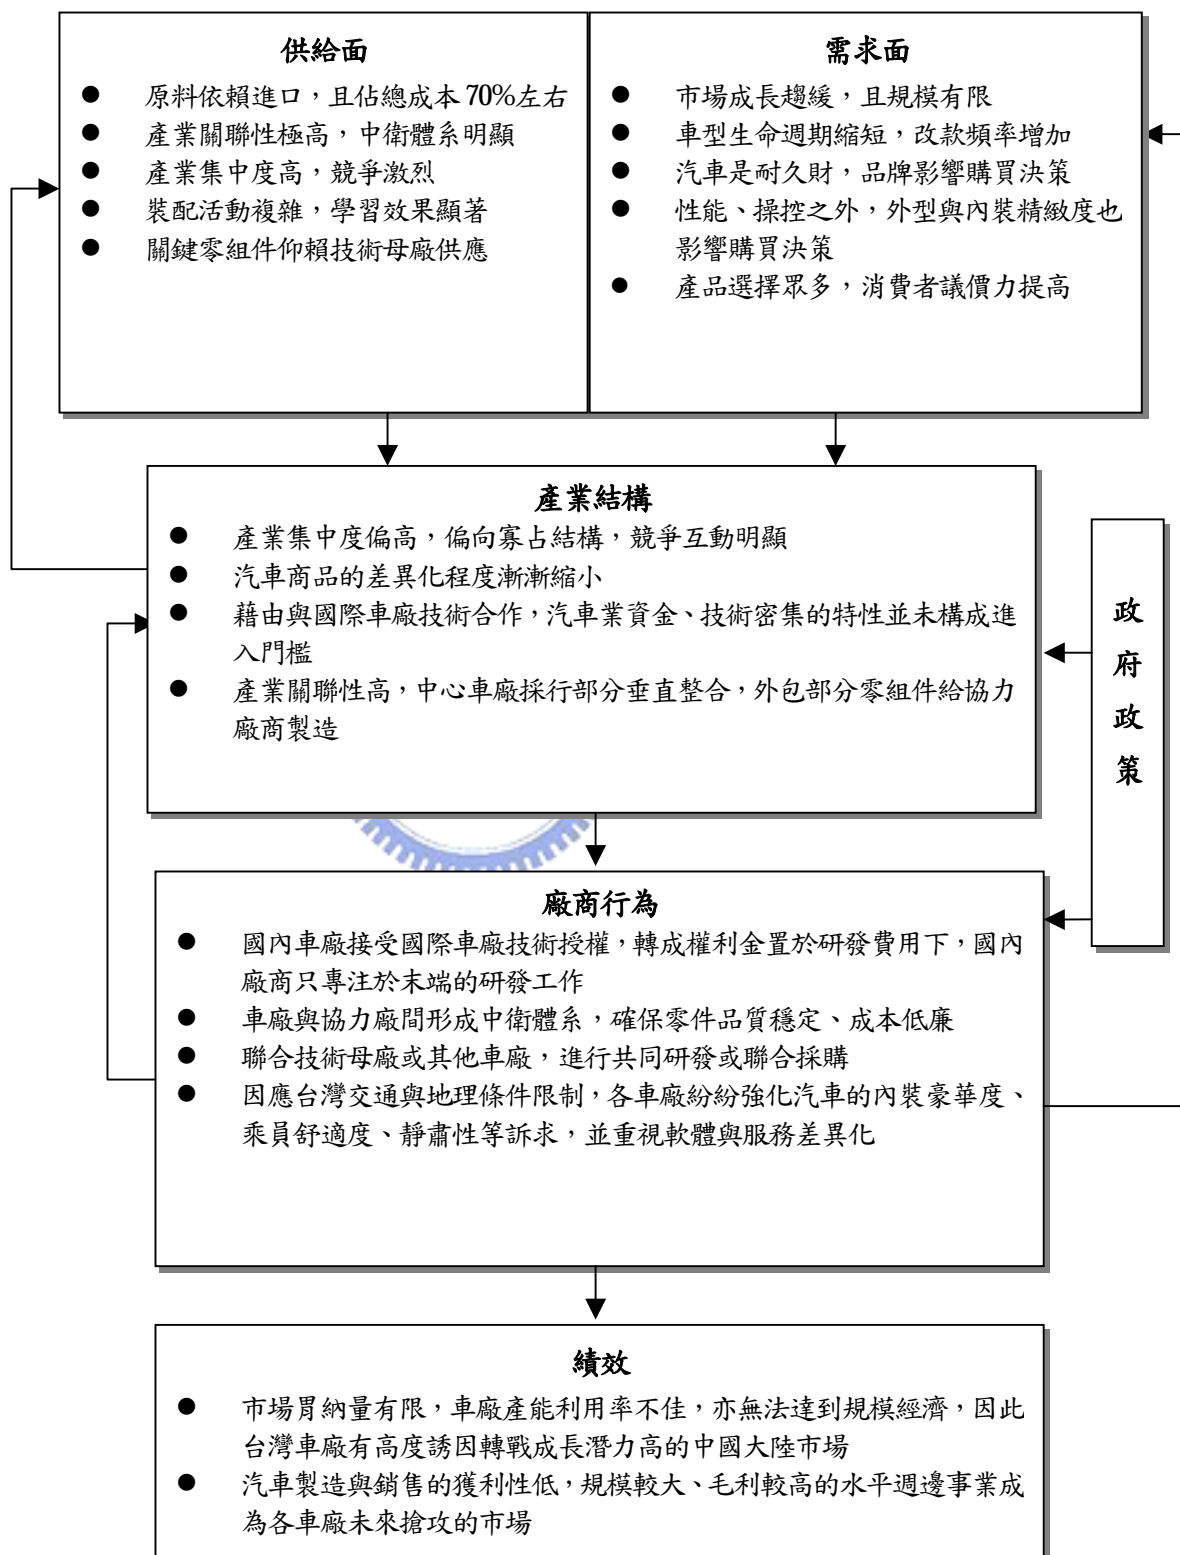 供給面
● 原料依賴進口，且佔總成本 70%左右
● 產業關聯性極高，中衛體系明顯
● 產業集中度高，競爭激烈
● 裝配活動複雜，學習效果顯著
● 關鍵零組件仰賴技術母廠供應
需求面
● 市場成長趨緩，且規模有限
● 車型生命週期縮短，改款頻率增加
● 汽車是耐久財，品牌影響購買決策
● 性能、操控之外，外型與內裝精緻度也
影響購買決策
● 產品選擇眾多，消費者議價力提高
產業結構
● 產業集中度偏高，偏向寡占結構，競爭互動明顯
● 汽車商品的差異化程度漸漸縮小
● 藉由與國際車廠技術合作，汽車業資金、技術密集的特性並未構成進
入門檻
● 產業關聯性高，中心車廠採行部分垂直整合，外包部分零組件給協力
廠商製造
政
府
政
策
廠商行為
● 國內車廠接受國際車廠技術授權，轉成權利金置於研發費用下，國內
廠商只專注於末端的研發工作
● 車廠與協力廠間形成中衛體系，確保零件品質穩定、成本低廉
● 聯合技術母廠或其他車廠，進行共同研發或聯合採購
● 因應台灣交通與地理條件限制，各車廠紛紛強化汽車的內裝豪華度、
乘員舒適度、靜肅性等訴求，並重視軟體與服務差異化
績效
● 市場胃納量有限，車廠產能利用率不佳，亦無法達到規模經濟，因此
台灣車廠有高度誘因轉戰成長潛力高的中國大陸市場
● 汽車製造與銷售的獲利性低，規模較大、毛利較高的水平週邊事業成
為各車廠未來搶攻的市場